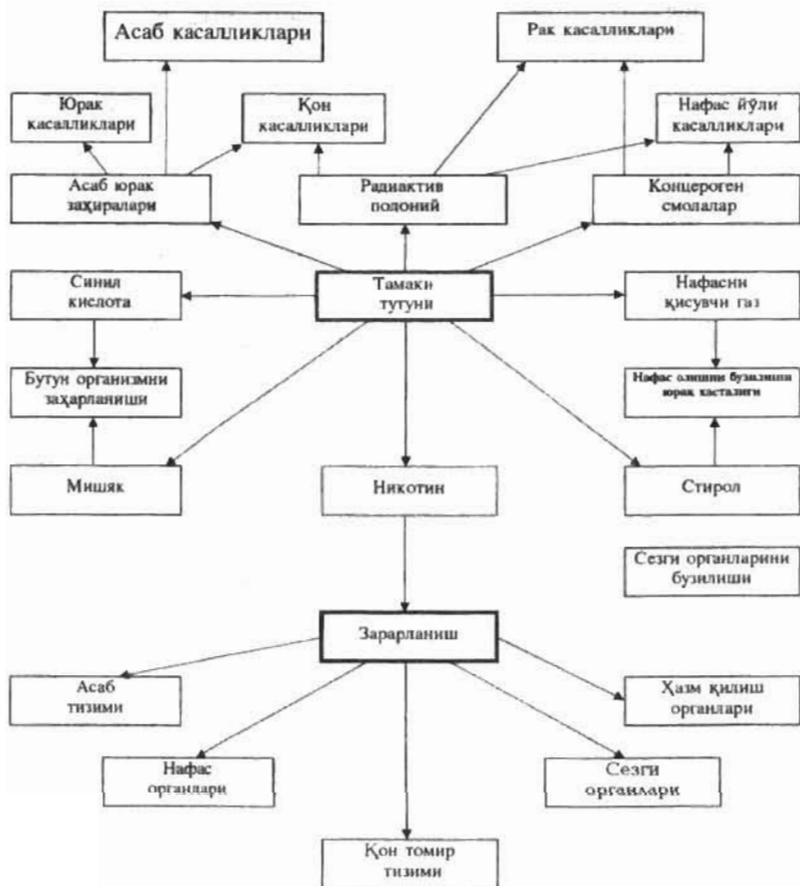 Асаб касалликлари
Рак касалликлари
Юрак
касалликлари
Қон
касалликлари
Нафас йўли
касалликлари
Асаб юрак
заҳиралари
Радиактив
полоний
Концероген
смолалар
Синил
кислота
Тамаки
тутуни
Нафасни
қисувчи газ
Бутун организмни
заҳарланиши
Нафас олишни бузилиши
юрак хасталиги
Мишяк
Никотин
Стирол
Сезги органларини
бузилиши
Зарарланиш
Асаб
тизими
Ҳазм қилиш
органлари
Нафас
органлари
Сезги
органлари
Қон томир
тизими